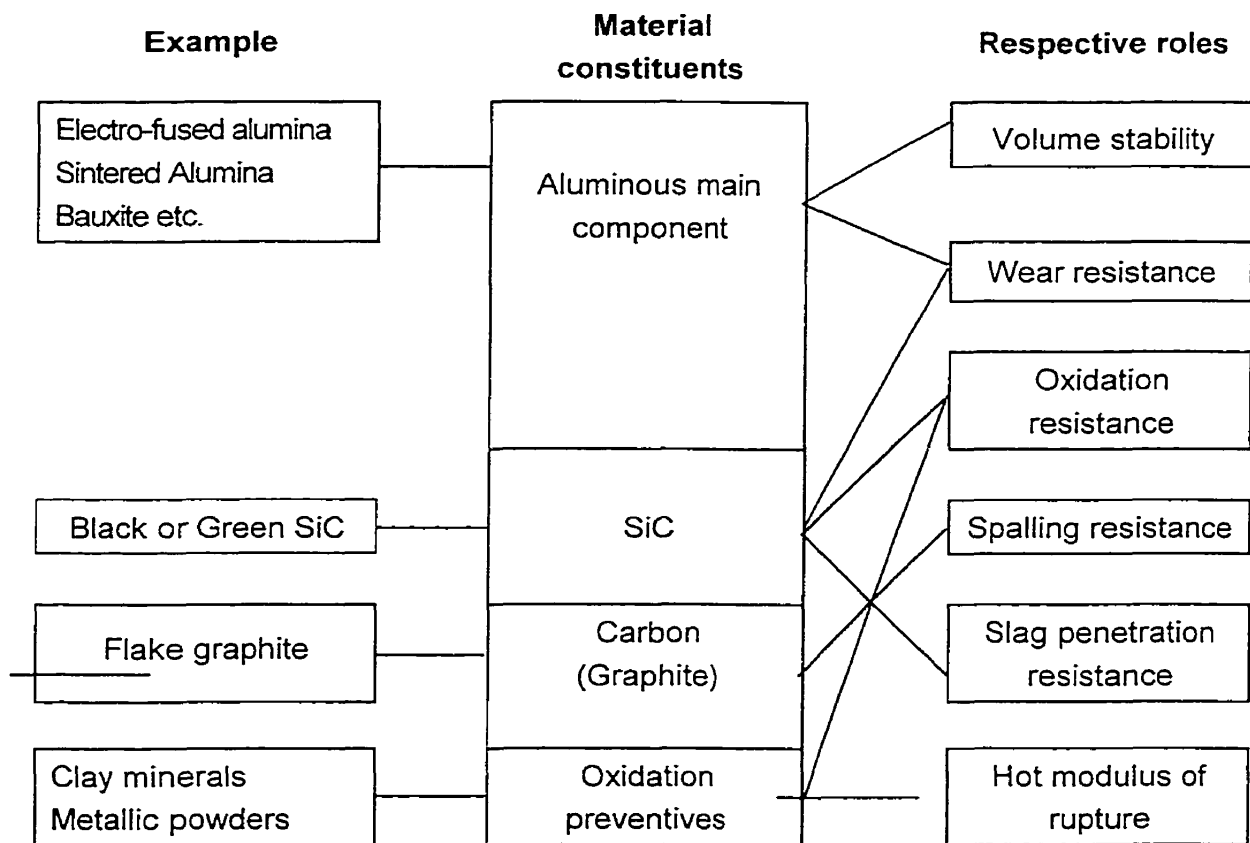 Example
Material
constituents
Respective roles
Electro-fused alumina
Sintered Alumina
Bauxite etc.
Aluminous main
component
Volume stability
Wear resistance
Oxidation
resistance
Black or Green SiC
SiC
Spalling resistance
Flake graphite
Carbon
(Graphite)
Slag penetration
resistance
Clay minerals
Metallic powders
Oxidation
preventives
Hot modulus of
rupture